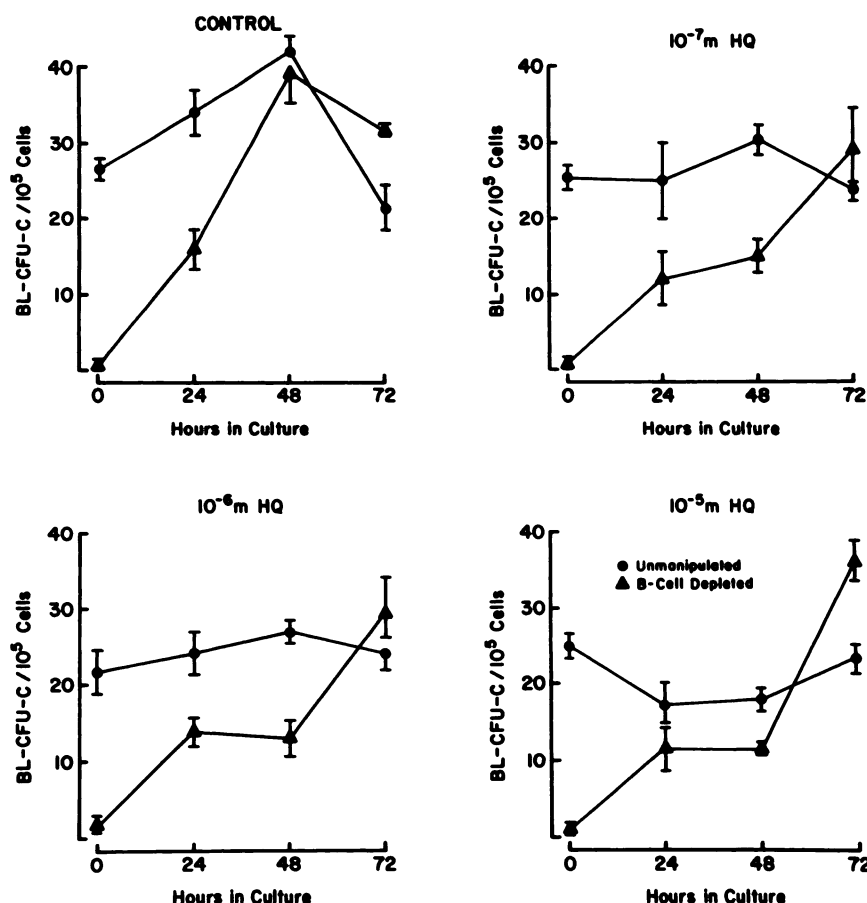 CONTROL
40
30
20
10
BL-CFU-C/10⁵ Cells
0 24 48 72
Hours in Culture
10⁻⁷m HQ
40
30
20
10
BL-CFU-C/10⁵ Cells
0 24 48 72
Hours in Culture
10⁻⁶m HQ
40
30
20
10
BL-CFU-C/10⁵ Cells
0 24 48 72
Hours in Culture
10⁻⁵m HQ
40
30
20
10
BL-CFU-C/10⁵ Cells
Unmanipulated
B-Cell Depleted
0 24 48 72
Hours in Culture